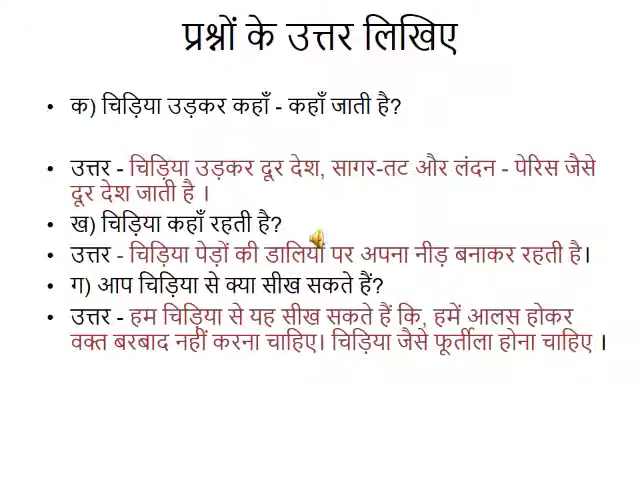 प्रश्नों के उत्तर लिखिए
• क) चिड़िया उड़कर कहाँ - कहाँ जाती है?
• उत्तर - चिड़िया उड़कर दूर देश, सागर-तट और लंदन - पेरिस जैसे
दूर देश जाती है ।
• ख) चिड़िया कहाँ रहती है?
• उत्तर - चिड़िया पेड़ों की डालियों पर अपना नीड़ बनाकर रहती है।
• ग) आप चिड़िया से क्या सीख सकते हैं?
• उत्तर - हम चिड़िया से यह सीख सकते हैं कि, हमें आलस होकर
वक्त बरबाद नहीं करना चाहिए। चिड़िया जैसे फूर्तीला होना चाहिए ।